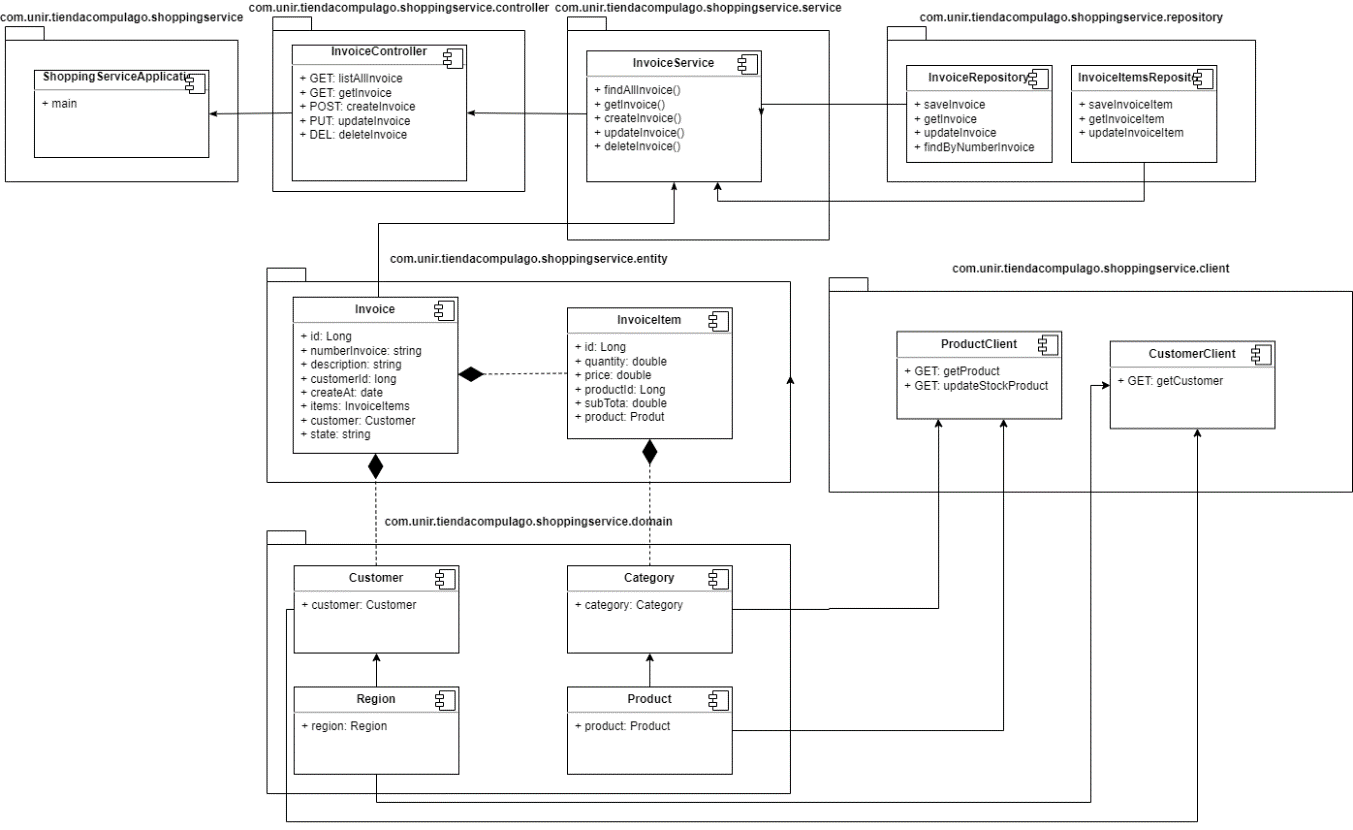 com.unir.tiendacompulago.shoppingservice
ShoppingServiceApplicati
+ main
com.unir.tiendacompulago.shoppingservice.controller
InvoiceController
+ GET: listAllInvoice
+ GET: getInvoice
+ POST: createInvoice
+ PUT: updateInvoice
+ DEL: deleteInvoice
com.unir.tiendacompulago.shoppingservice.service
InvoiceService
+ findAllInvoice()
+ getInvoice()
+ createInvoice()
+ updateInvoice()
+ deleteInvoice()
com.unir.tiendacompulago.shoppingservice.repository
InvoiceRepository
+ saveInvoice
+ getInvoice
+ updateInvoice
+ findByNumberInvoice
InvoiceItemsReposit
+ saveInvoiceItem
+ getInvoiceItem
+ updateInvoiceItem
com.unir.tiendacompulago.shoppingservice.entity
Invoice
+ id: Long
+ numberInvoice: string
+ description: string
+ customerId: long
+ createAt: date
+ items: InvoiceItems
+ customer: Customer
+ state: string
InvoiceItem
+ id: Long
+ quantity: double
+ price: double
+ productId: Long
+ subTota: double
+ product: Produt
com.unir.tiendacompulago.shoppingservice.client
ProductClient
+ GET: getProduct
+ GET: updateStockProduct
CustomerClient
+ GET: getCustomer
com.unir.tiendacompulago.shoppingservice.domain
Customer
+ customer: Customer
Category
+ category: Category
Region
+ region: Region
Product
+ product: Product